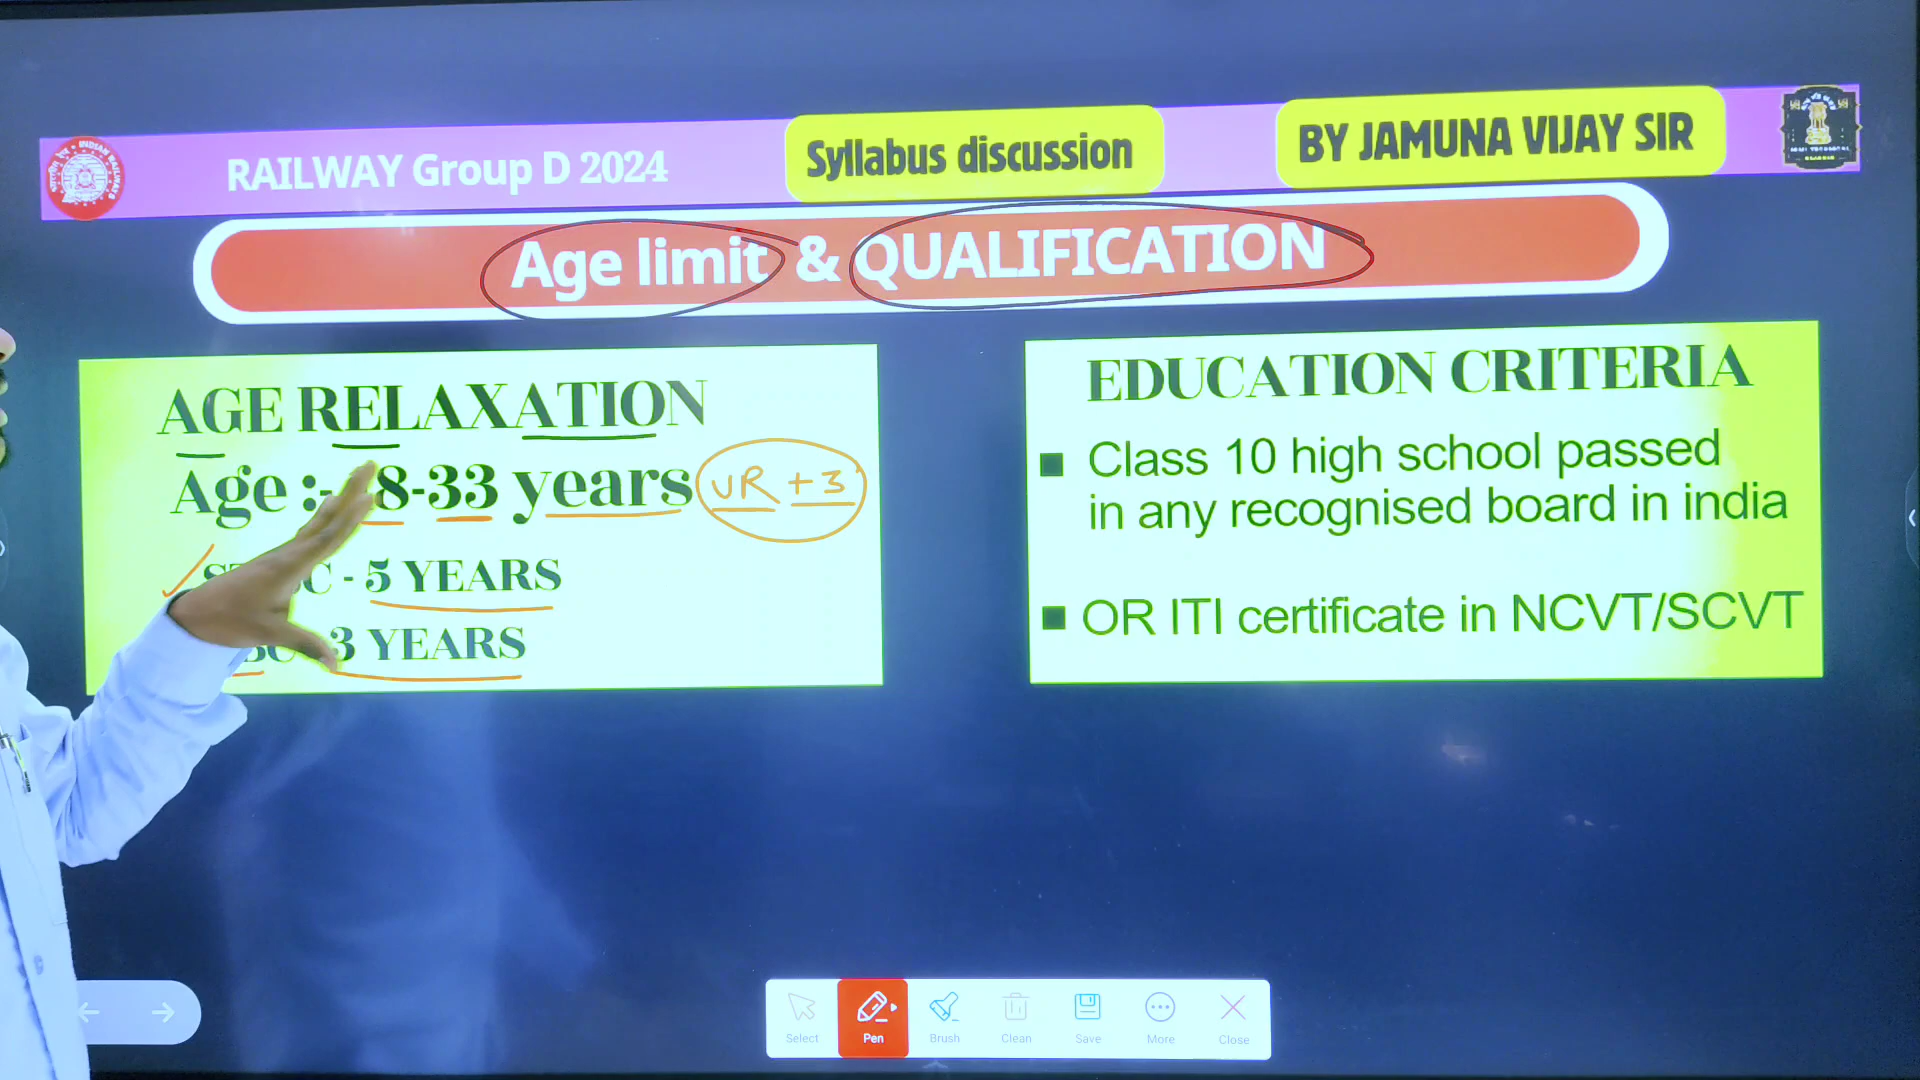 RAILWAY Group D 2024
Syllabus discussion
BY JAMUNA VIJAY SIR
INDIAN RAILWAY
Age limit & QUALIFICATION
AGE RELAXATION
Age :- 8-33 years UR +3
- 5 YEARS
3 YEARS
EDUCATION CRITERIA
Class 10 high school passed
in any recognised board in india
OR ITI certificate in NCVT/SCVT
Select
Pen
Brush
Clean
Save
More
Close